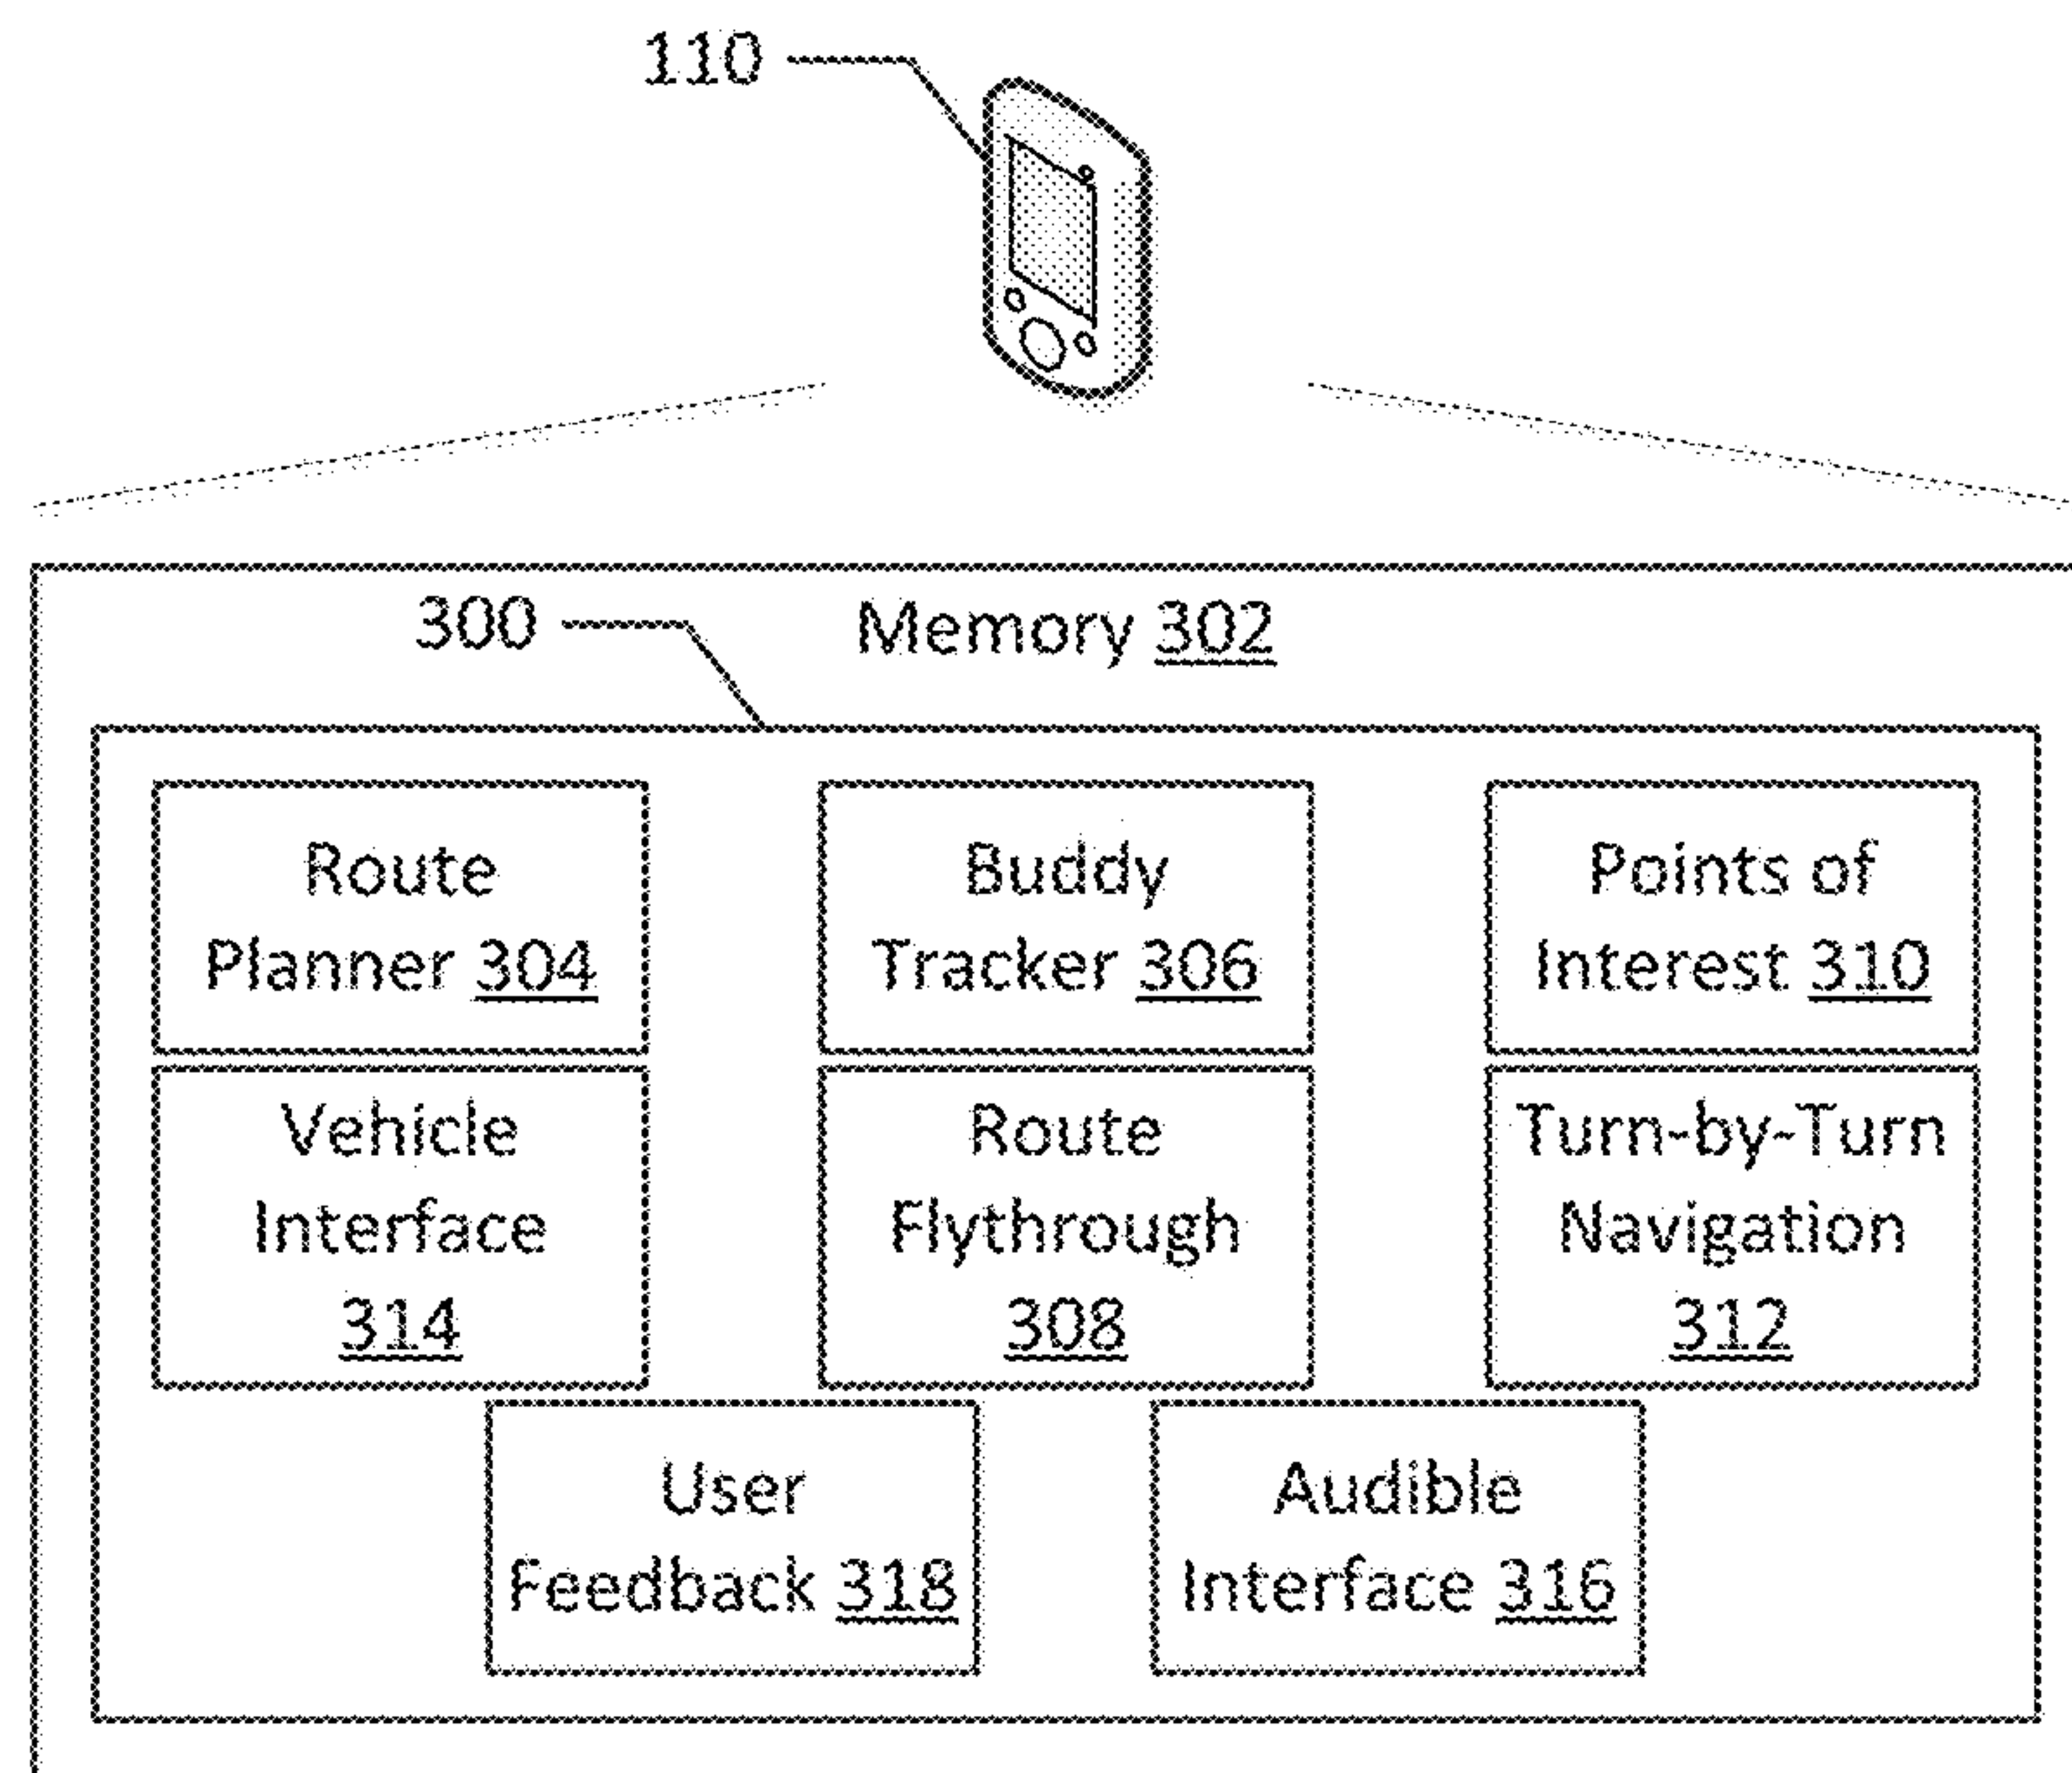 110
300
Memory 302
Route
Planner 304
Buddy
Tracker 306
Points of
Interest 310
Vehicle
Interface
314
Route
Flythrough
308
Turn-by-Turn
Navigation
312
User
Feedback 318
Audible
Interface 316